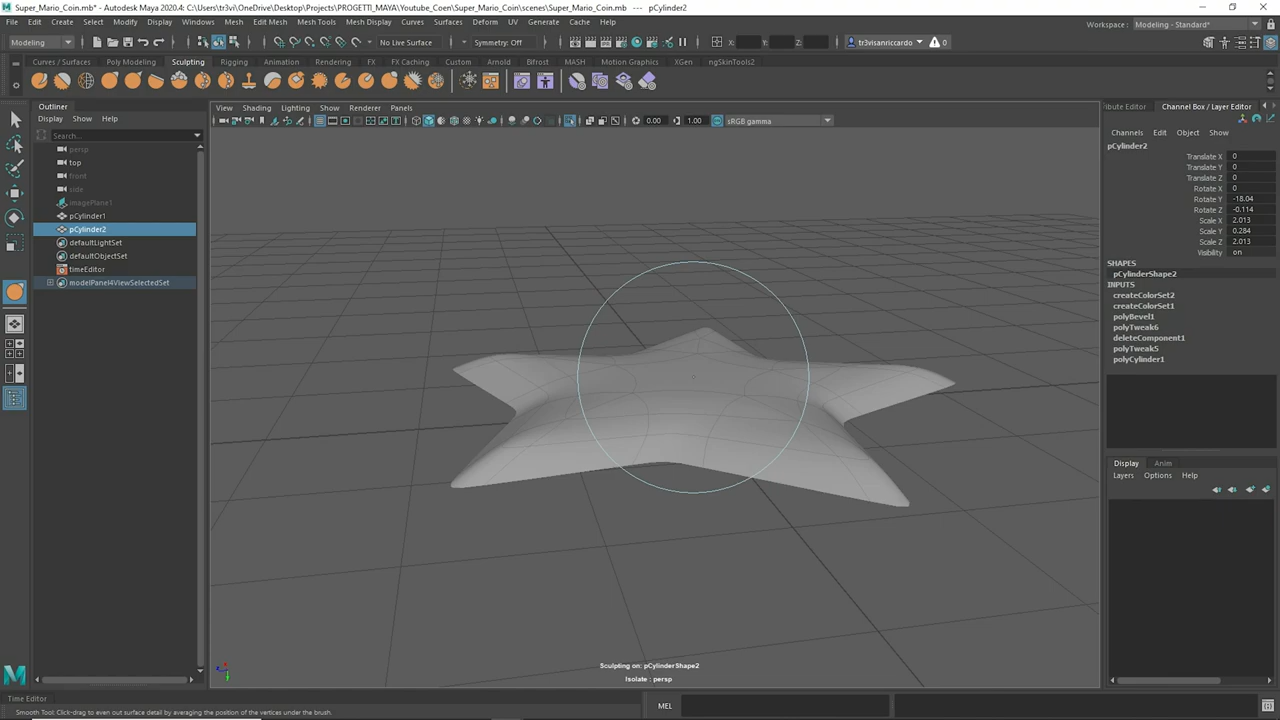 Super_Mario_Coin.mb* - Autodesk Maya 2020.4: C:\Users\tr3vi\OneDrive\Desktop\Projects\PROGETTI_MAYA\Youtube_Coen\Super_Mario_Coin\scenes\Super_Mario_Coin.mb --- pCylinder2
File Edit Create Select Modify Display Windows Mesh Edit Mesh Mesh Tools Mesh Display Curves Surfaces Deform UV Generate Cache Help
Workspace : Modeling - Standard*
Modeling No Live Surface Symmetry: Off X: Y: Z: tr3visanriccardo 0
Curves / Surfaces Poly Modeling Sculpting Rigging Animation Rendering FX FX Caching Custom Arnold Bifrost MASH Motion Graphics XGen ngSkinTools2
Outliner
Display Show Help
Search...
persp
top
front
side
imagePlane1
pCylinder1
pCylinder2
defaultLightSet
defaultObjectSet
timeEditor
modelPanel4ViewSelectedSet
View Shading Lighting Show Renderer Panels
0.00 1.00 sRGB gamma
Sculpting on: pCylinderShape2
Isolate : persp
ibute Editor Channel Box / Layer Editor
Channels Edit Object Show
pCylinder2
Translate X 0
Translate Y 0
Translate Z 0
Rotate X 0
Rotate Y -18.04
Rotate Z -0.114
Scale X 2.013
Scale Y 0.284
Scale Z 2.013
Visibility on
SHAPES
pCylinderShape2
INPUTS
createColorSet2
createColorSet1
polyBevel1
polyTweak6
deleteComponent1
polyTweak5
polyCylinder1
Display Anim
Layers Options Help
Time Editor
MEL
Smooth Tool: Click-drag to even out surface detail by averaging the position of the vertices under the brush.